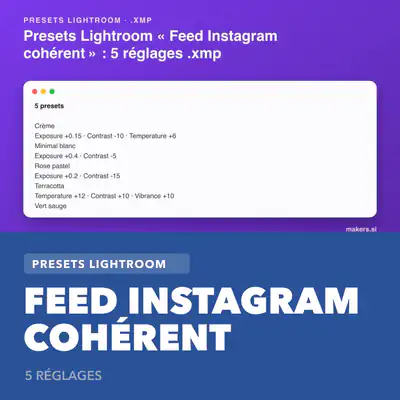 PRESETS LIGHTROOM · .XMP
Presets Lightroom « Feed Instagram
cohérent » : 5 réglages .xmp
5 presets
Crème
Exposure +0.15 · Contrast -10 · Temperature +6
Minimal blanc
Exposure +0.4 · Contrast -5
Rose pastel
Exposure +0.2 · Contrast -15
Terracotta
Temperature +12 · Contrast +10 · Vibrance +10
Vert sauge
makers.si
PRESETS LIGHTROOM
FEED INSTAGRAM
COHÉRENT
5 RÉGLAGES